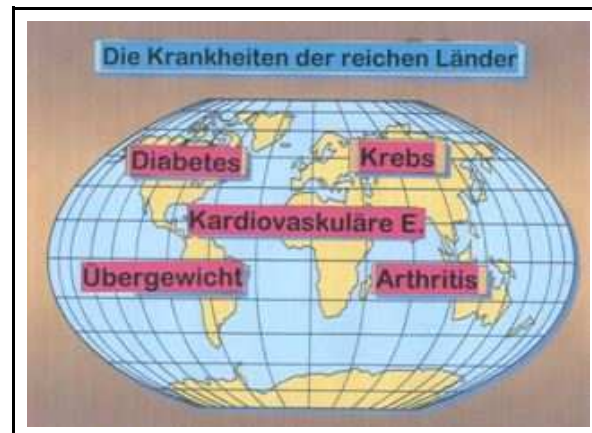 Die Krankheiten der reichen Länder
Diabetes
Krebs
Kardiovaskuläre E.
Übergewicht
Arthritis